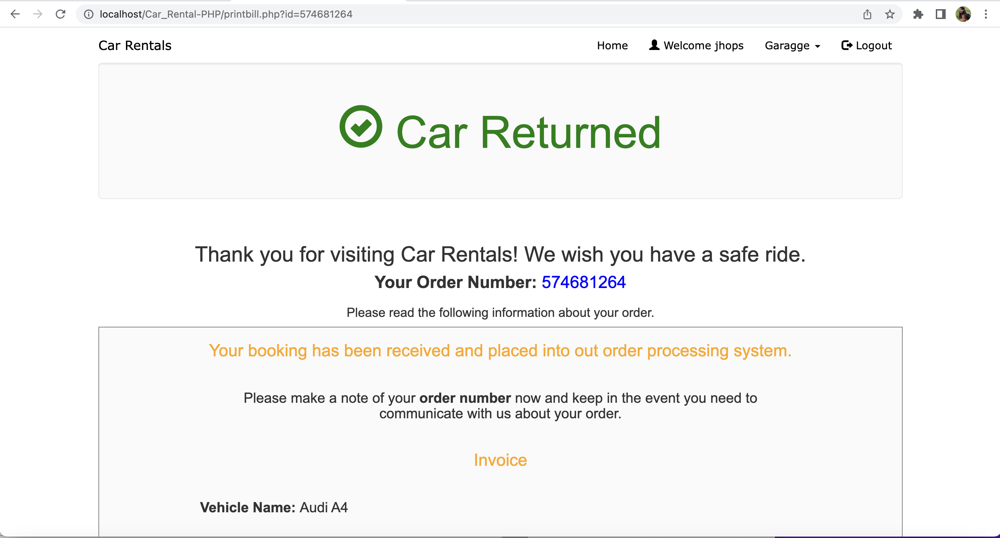 localhost/Car_Rental-PHP/printbill.php?id=574681264
Car Rentals Home Welcome jhops Garagge Logout
Car Returned
Thank you for visiting Car Rentals! We wish you have a safe ride.
Your Order Number: 574681264
Please read the following information about your order.
Your booking has been received and placed into out order processing system.
Please make a note of your order number now and keep in the event you need to
communicate with us about your order.
Invoice
Vehicle Name: Audi A4